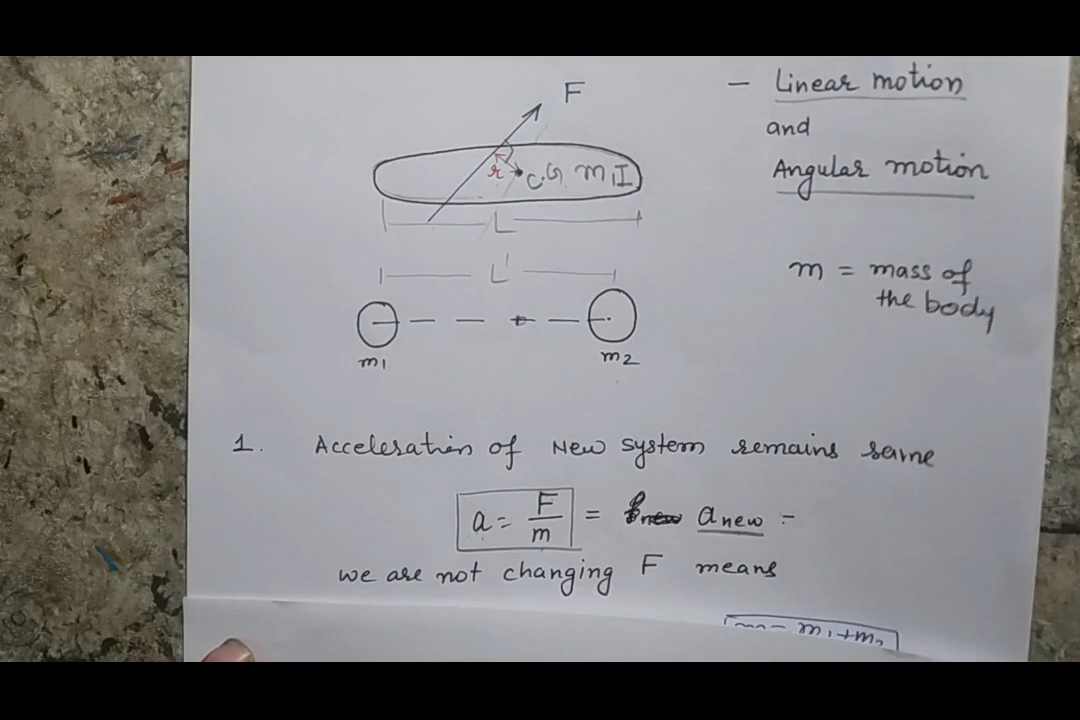 F
- Linear motion
and
Angular motion
r C.G m, I
L
L'
m = mass of
the body
m1 m2
1. Acceleration of New system remains same
a = F/m = anew -
we are not changing F means
m = m1+m2